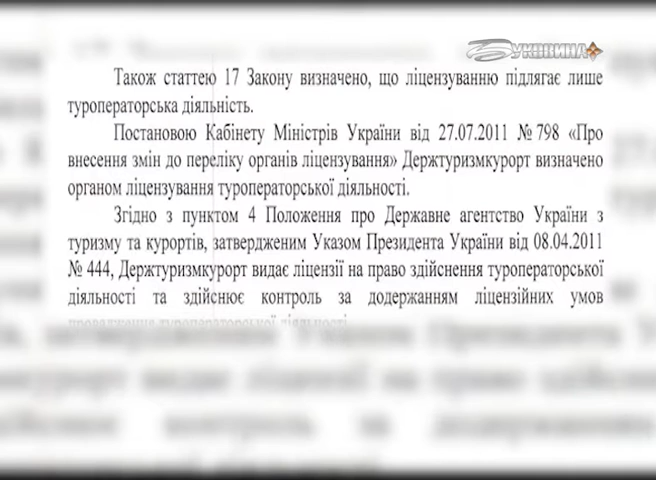 БУКОВИНА
Також статтею 17 Закону визначено, що ліцензуванню підлягає лише
туроператорська діяльність.
Постановою Кабінету Міністрів України від 27.07.2011 № 798 «Про
внесення змін до переліку органів ліцензування» Держтуризмкурорт визначено
органом ліцензування туроператорської діяльності.
Згідно з пунктом 4 Положення про Державне агентство України з
туризму та курортів, затвердженим Указом Президента України від 08.04.2011
№ 444, Держтуризмкурорт видає ліцензії на право здійснення туроператорської
діяльності та здійснює контроль за додержанням ліцензійних умов
провадження туроператорської діяльності.